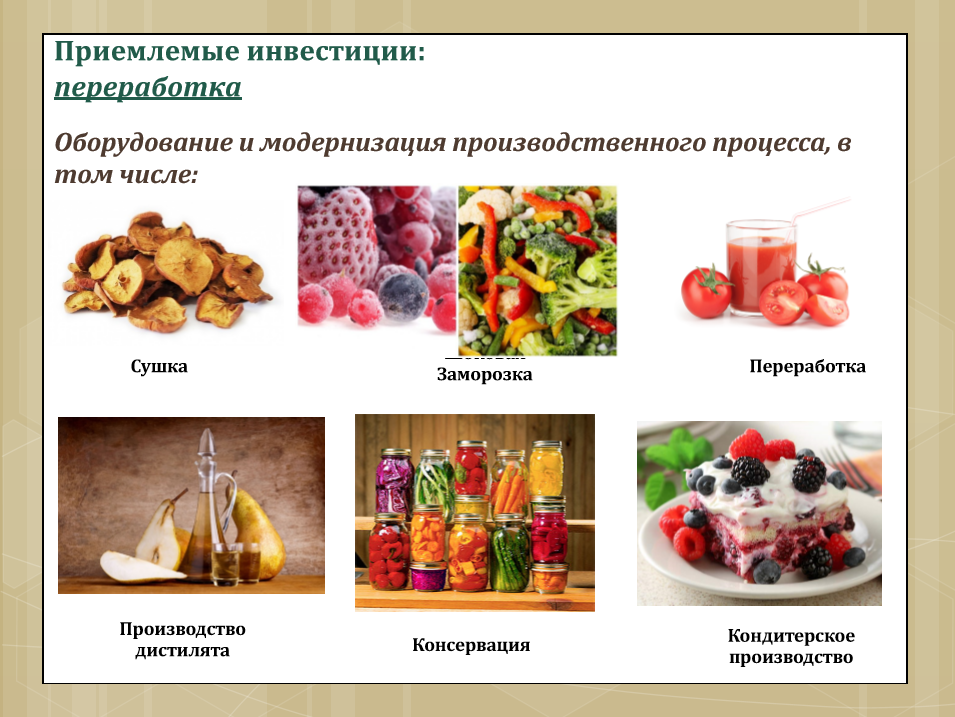 Приемлемые инвестиции:
переработка
Оборудование и модернизация производственного процесса, в
том числе:
Сушка
Заморозка
Переработка
Производство
дистилята
Консервация
Кондитерское
производство